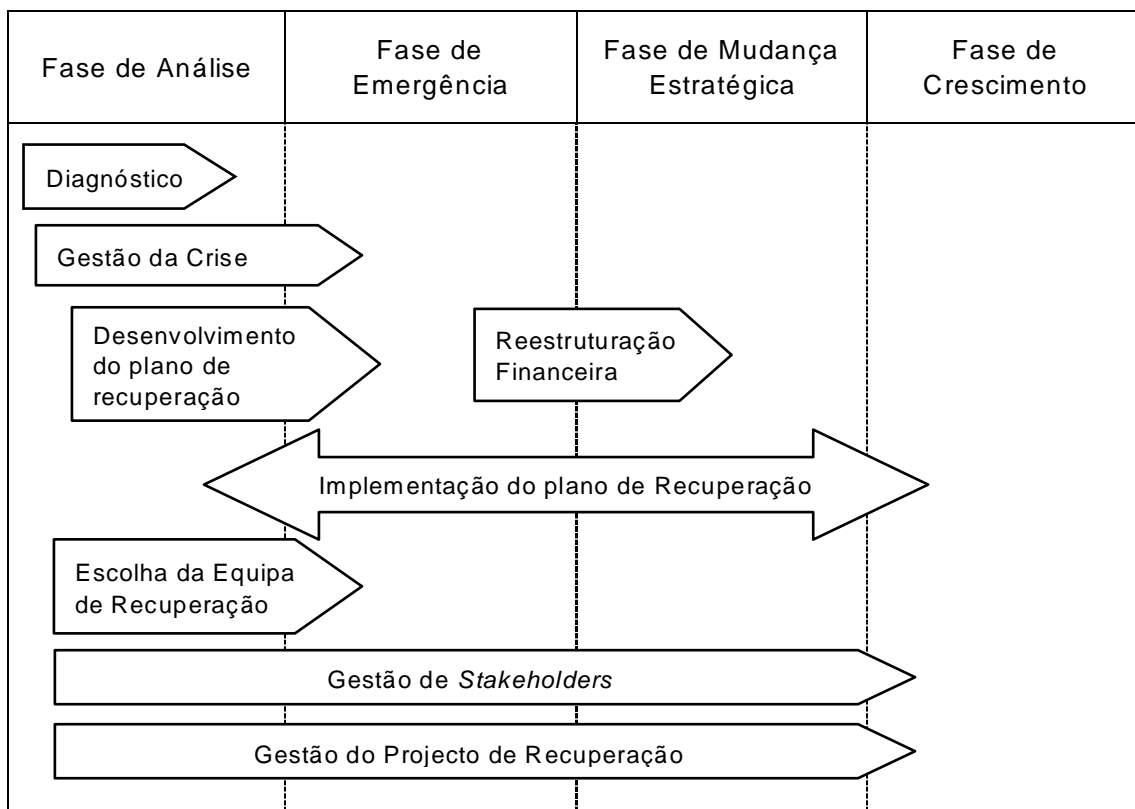 Fase de Análise
Fase de
Emergência
Fase de Mudança
Estratégica
Fase de
Crescimento
Diagnóstico
Gestão da Crise
Desenvolvimento
do plano de
recuperação
Reestruturação
Financeira
Implementação do plano de Recuperação
Escolha da Equipa
de Recuperação
Gestão de Stakeholders
Gestão do Projecto de Recuperação